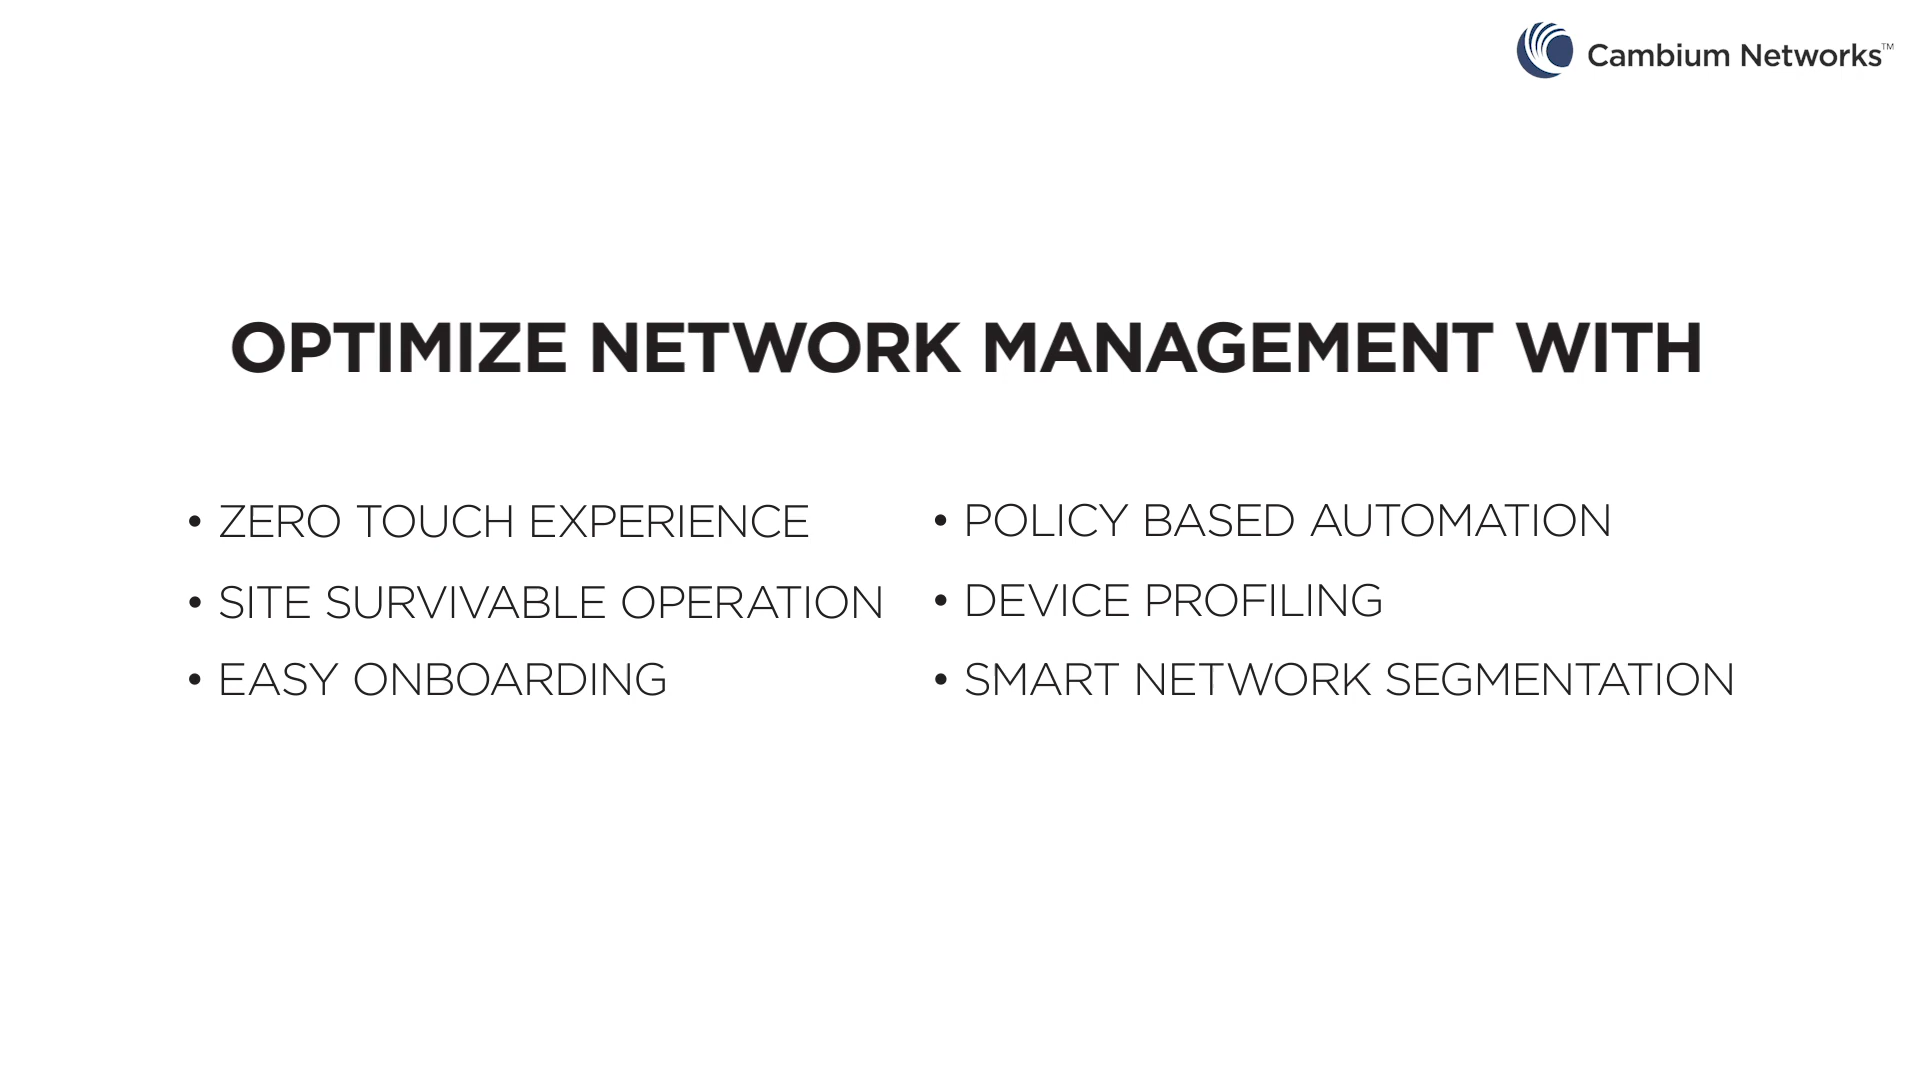 Cambium Networks™
OPTIMIZE NETWORK MANAGEMENT WITH
• ZERO TOUCH EXPERIENCE
• SITE SURVIVABLE OPERATION
• EASY ONBOARDING
• POLICY BASED AUTOMATION
• DEVICE PROFILING
• SMART NETWORK SEGMENTATION